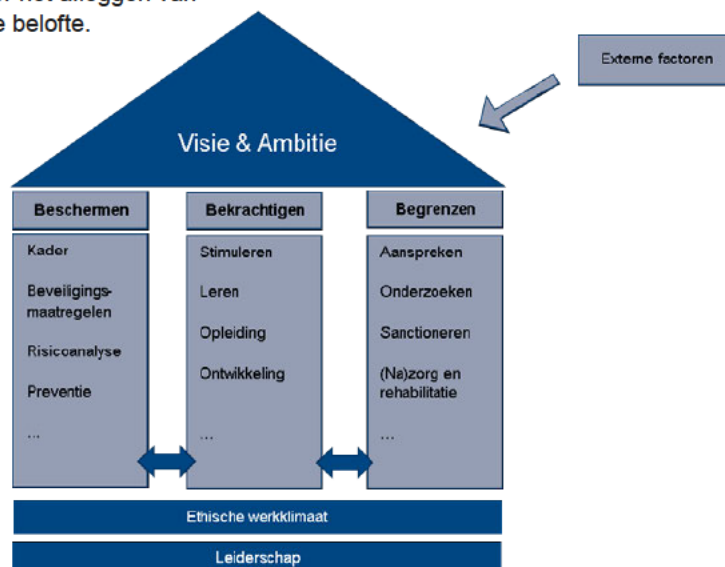 e belofte.
Externe factoren
Visie & Ambitie
Beschermen
Kader
Beveiligings-
maatregelen
Risicoanalyse
Preventie
...
Bekrachtigen
Stimuleren
Leren
Opleiding
Ontwikkeling
...
Begrenzen
Aanspreken
Onderzoeken
Sanctioneren
(Na)zorg en
rehabilitatie
...
Ethische werkklimaat
Leiderschap